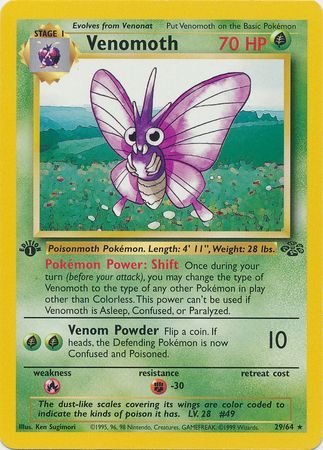 Evolves from Venonat Put Venomoth on the Basic Pokémon
STAGE 1
Venomoth 70 HP
EDITION
1
Poisonmoth Pokémon. Length: 4' 11", Weight: 28 lbs.
Pokémon Power: Shift Once during your
turn (before your attack), you may change the type of
Venomoth to the type of any other Pokémon in play
other than Colorless. This power can't be used if
Venomoth is Asleep, Confused, or Paralyzed.
Venom Powder Flip a coin. If
heads, the Defending Pokémon is now
Confused and Poisoned.
10
weakness resistance retreat cost
-30
The dust-like scales covering its wings are color coded to
indicate the kinds of poison it has. LV. 28 #49
Illus. Ken Sugimori ©1995, 96, 98 Nintendo, Creatures, GAMEFREAK. ©1999 Wizards. 29/64 ★